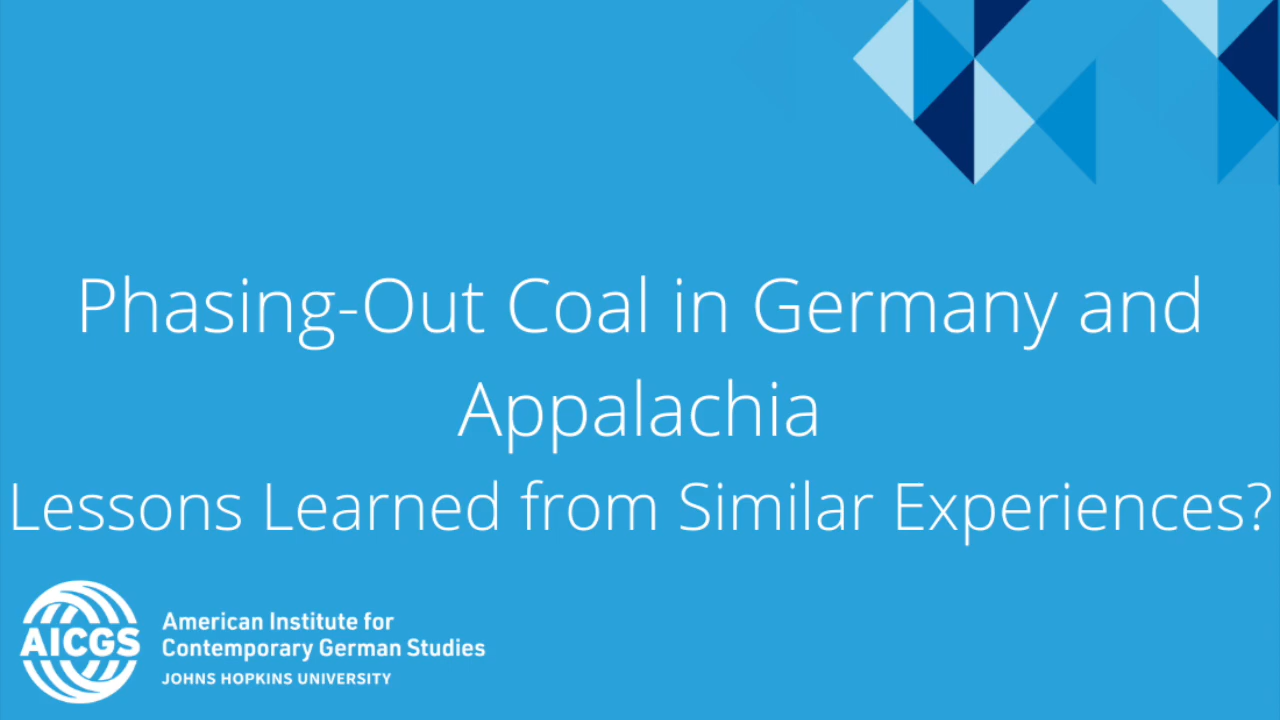 Phasing-Out Coal in Germany and
Appalachia
Lessons Learned from Similar Experiences?
AICGS
American Institute for
Contemporary German Studies
JOHNS HOPKINS UNIVERSITY